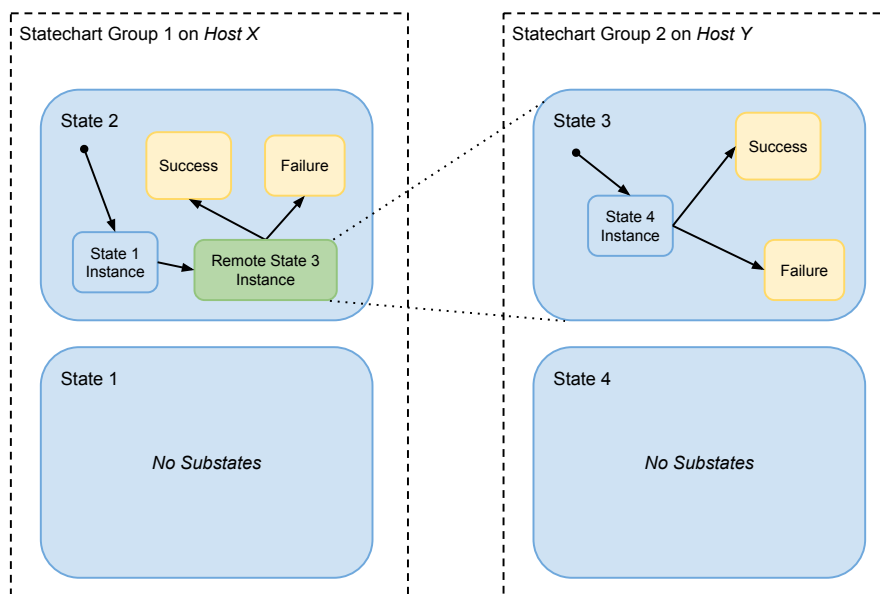 Statechart Group 1 on Host X
State 2
Success
Failure
State 1
Instance
Remote State 3
Instance
State 1
No Substates
Statechart Group 2 on Host Y
State 3
Success
State 4
Instance
Failure
State 4
No Substates